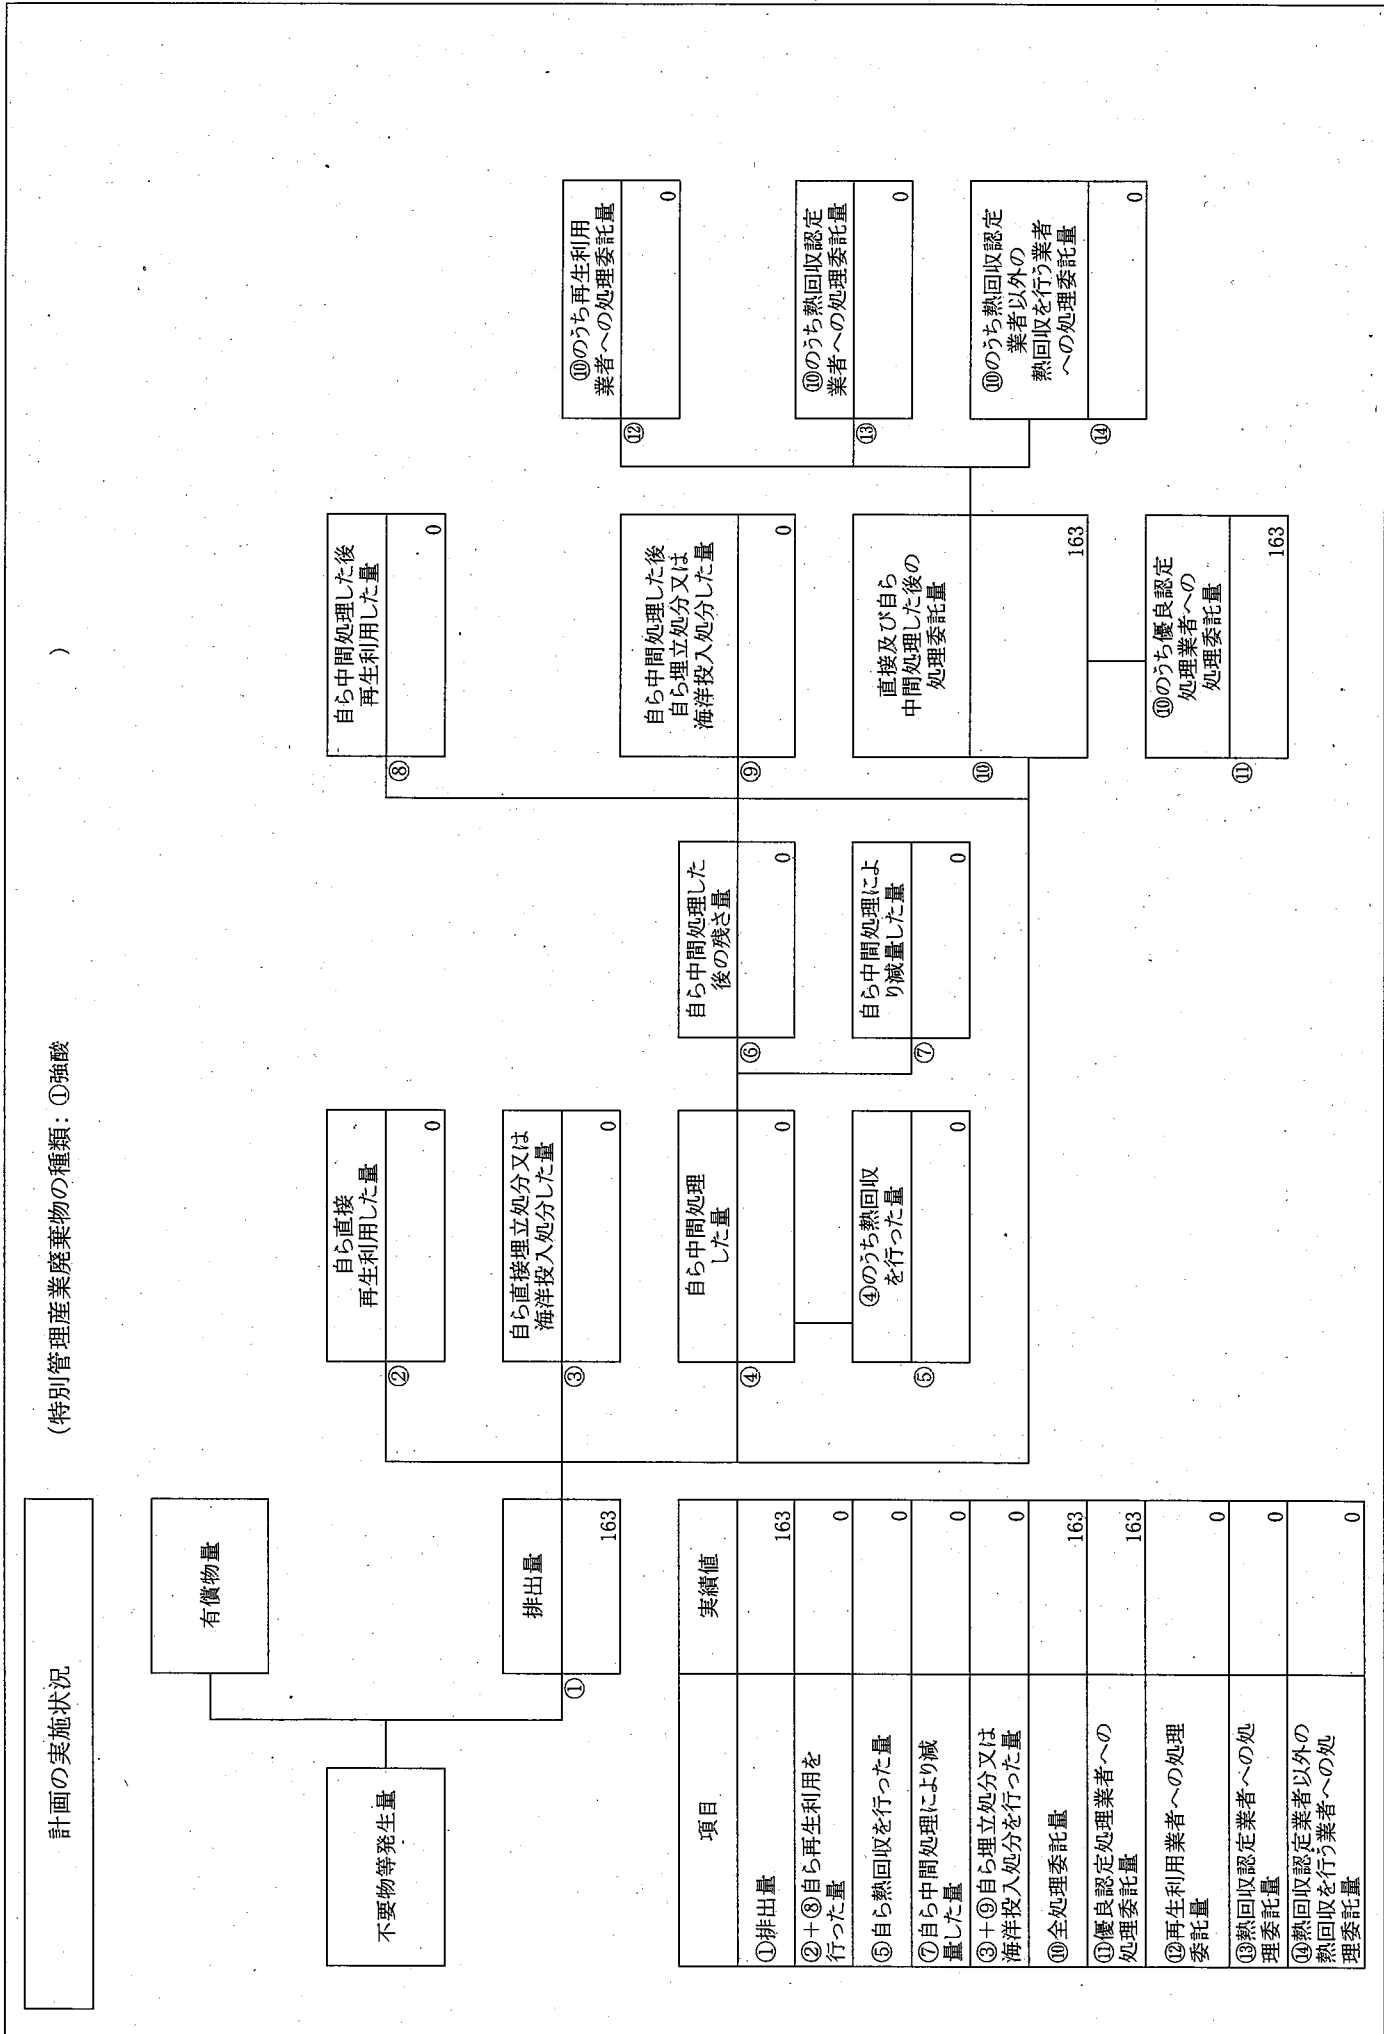 計画の実施状況
(特別管理産業廃棄物の種類：①強酸
)
不要物等発生量
有償物量
①
排出量
163
②
自ら直接
再生利用した量
0
③
自ら直接埋立処分又は
海洋投入処分した量
0
④
自ら中間処理
した量
0
⑤
④のうち熱回収
を行った量
0
⑥
自ら中間処理した
後の残さ量
0
⑦
自ら中間処理によ
り減量した量
0
⑧
自ら中間処理した後
再生利用した量
0
⑨
自ら中間処理した後
自ら埋立処分又は
海洋投入処分した量
0
⑩
直接及び自ら
中間処理した後の
処理委託量
163
⑪
⑩のうち優良認定
処理業者への
処理委託量
163
⑫
⑩のうち再生利用
業者への処理委託量
0
⑬
⑩のうち熱回収認定
業者への処理委託量
0
⑭
⑩のうち熱回収認定
業者以外の
熱回収を行う業者
への処理委託量
0
項目
実績値
①排出量
163
②＋⑧自ら再生利用を
行った量
0
⑤自ら熱回収を行った量
0
⑦自ら中間処理により減
量した量
0
③＋⑨自ら埋立処分又は
海洋投入処分を行った量
0
⑩全処理委託量
163
⑪優良認定処理業者への
処理委託量
163
⑫再生利用業者への処理
委託量
0
⑬熱回収認定業者への処
理委託量
0
⑭熱回収認定業者以外の
熱回収を行う業者への処
理委託量
0